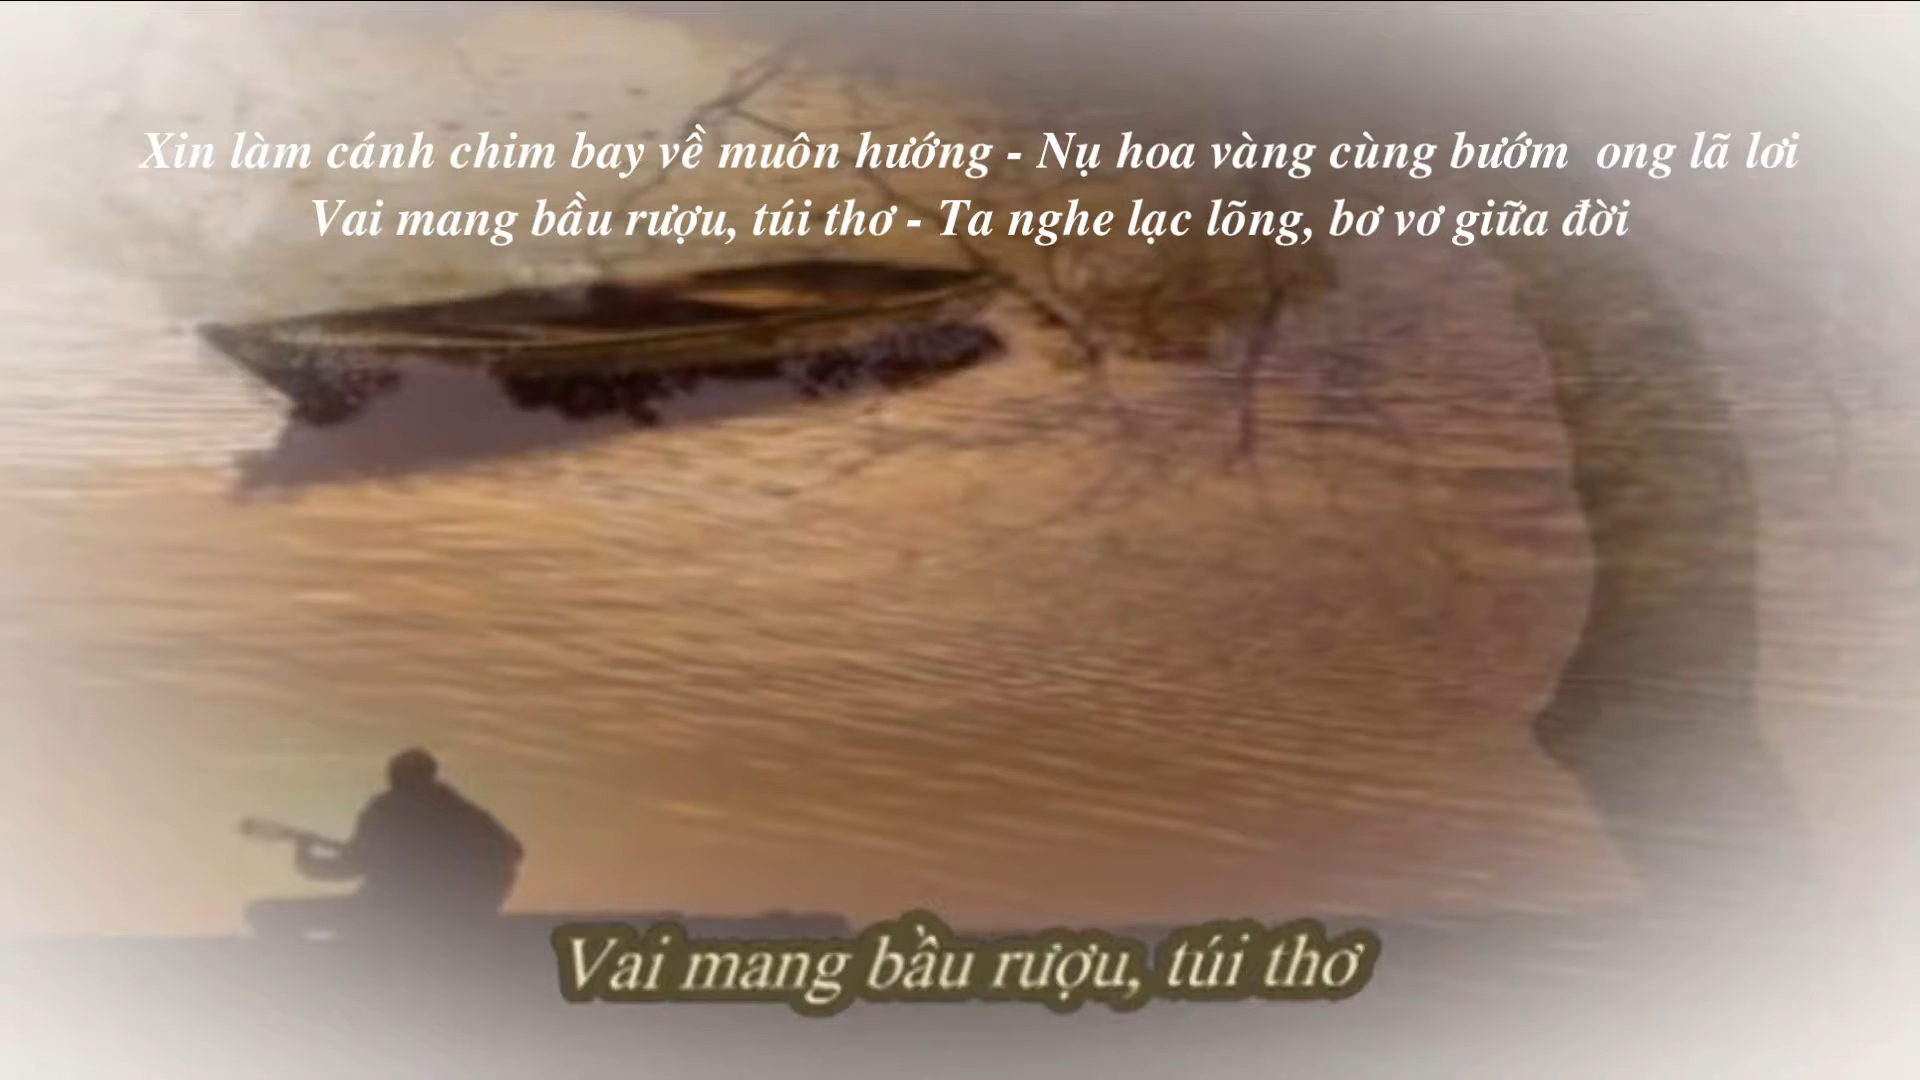 Xin làm cánh chim bay về muôn hướng - Nụ hoa vàng cùng bướm ong lã lơi
Vai mang bầu rượu, túi thơ - Ta nghe lạc lõng, bơ vơ giữa đời
Vai mang bầu rượu, túi thơ